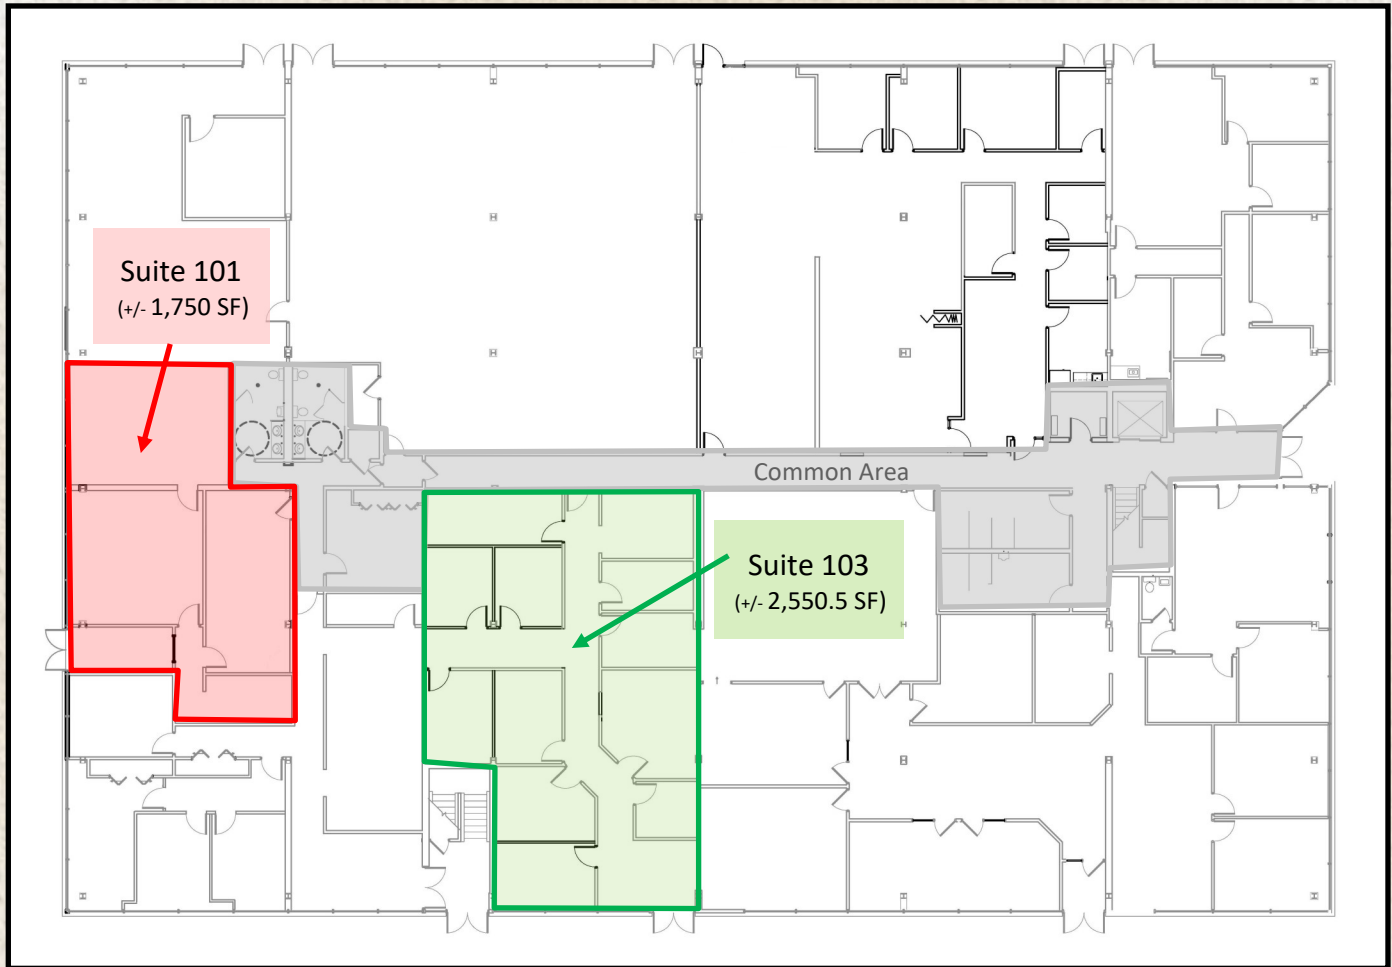 Suite 101
(+/- 1,750 SF)
Common Area
Suite 103
(+/- 2,550.5 SF)